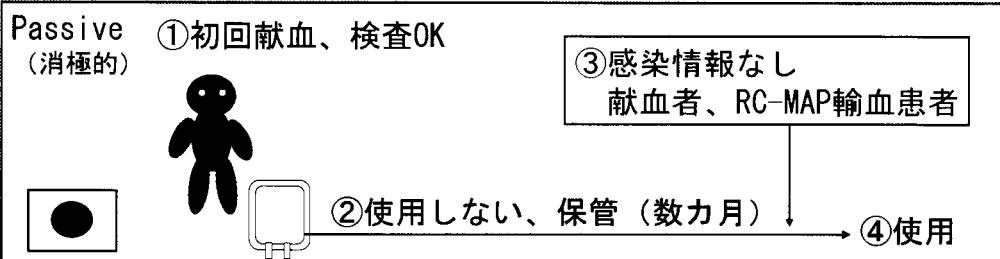 Passive
(消極的)
①初回献血、検査OK
③感染情報なし
献血者、RC-MAP輸血患者
②使用しない、保管（数カ月）
④使用